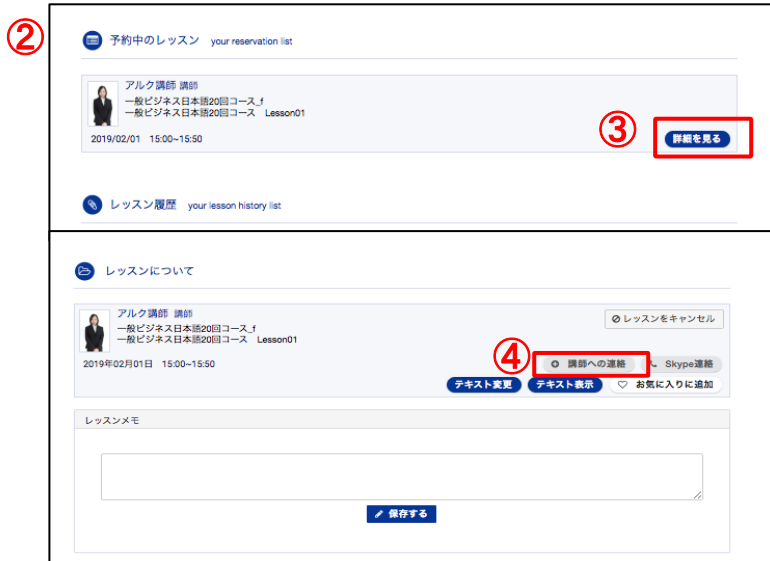 ②
予約中のレッスン your reservation list
アルク講師 講師
一般ビジネス日本語20回コース_f
一般ビジネス日本語20回コース Lesson01
③
2019/02/01 15:00~15:50
詳細を見る
レッスン履歴 your lesson history list
レッスンについて
アルク講師 講師
一般ビジネス日本語20回コース_f
一般ビジネス日本語20回コース Lesson01
レッスンをキャンセル
④
2019年02月01日 15:00~15:50
講師への連絡 Skype連絡
テキスト変更 テキスト表示 お気に入りに追加
レッスンメモ
保存する